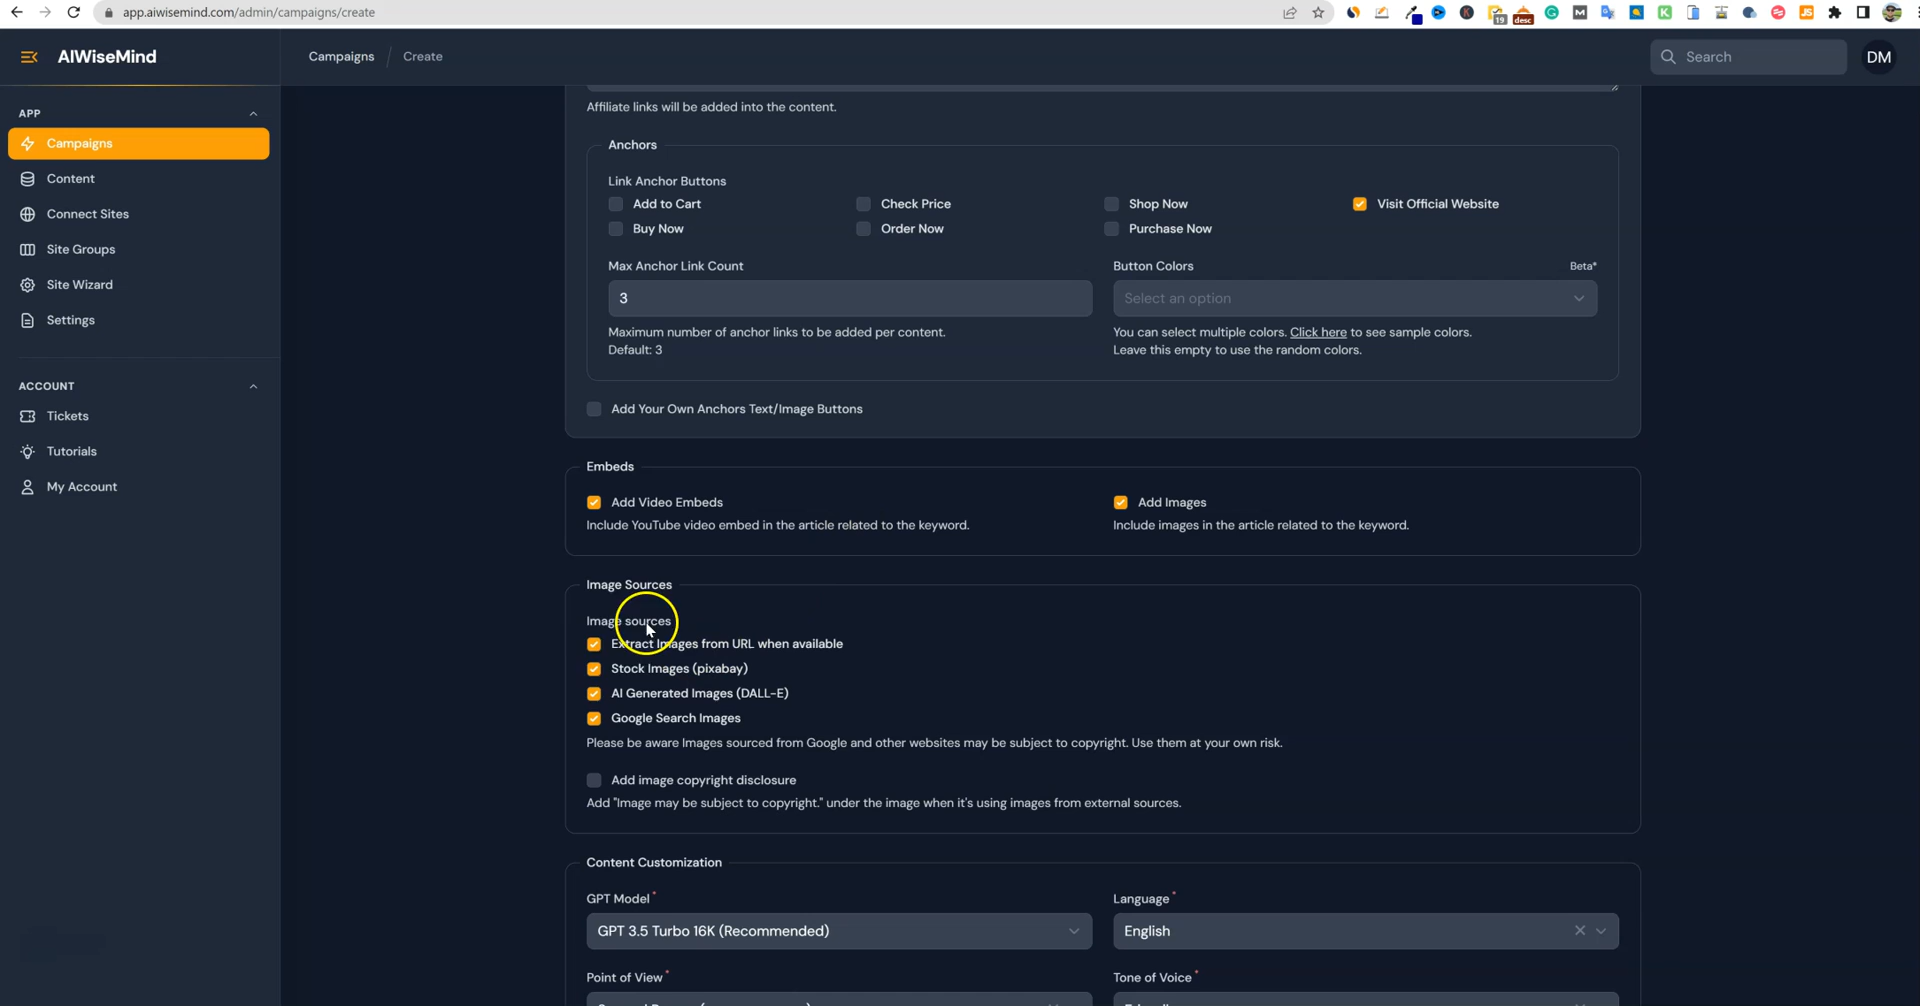 app.aiwisemind.com/admin/campaigns/create
19
desc
AIWiseMind
Campaigns
Create
Search
DM
APP
Campaigns
Content
Connect Sites
Site Groups
Site Wizard
Settings
ACCOUNT
Tickets
Tutorials
My Account
Affiliate links will be added into the content.
Anchors
Link Anchor Buttons
Add to Cart
Check Price
Shop Now
Visit Official Website
Buy Now
Order Now
Purchase Now
Max Anchor Link Count
Button Colors
Beta*
3
Select an option
Maximum number of anchor links to be added per content.
Default: 3
You can select multiple colors. Click here to see sample colors.
Leave this empty to use the random colors.
Add Your Own Anchors Text/Image Buttons
Embeds
Add Video Embeds
Add Images
Include YouTube video embed in the article related to the keyword.
Include images in the article related to the keyword.
Image Sources
Image sources
Extract Images from URL when available
Stock Images (pixabay)
AI Generated Images (DALL-E)
Google Search Images
Please be aware Images sourced from Google and other websites may be subject to copyright. Use them at your own risk.
Add image copyright disclosure
Add "Image may be subject to copyright." under the image when it's using images from external sources.
Content Customization
GPT Model*
Language*
GPT 3.5 Turbo 16K (Recommended)
English
Point of View*
Tone of Voice*